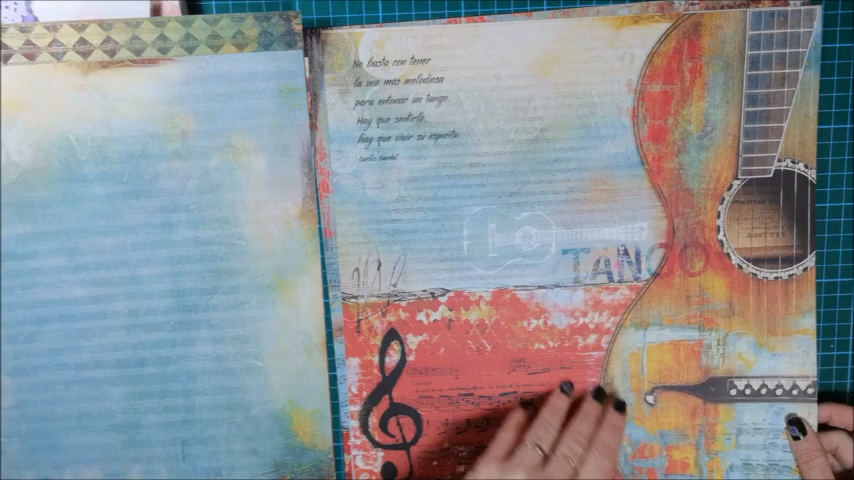 No basta con tener
la voz más melodiosa
para entonar un tango.
Hay que sentirlo,
hay que vivir su espíritu
Carlos Gardel
TANGO